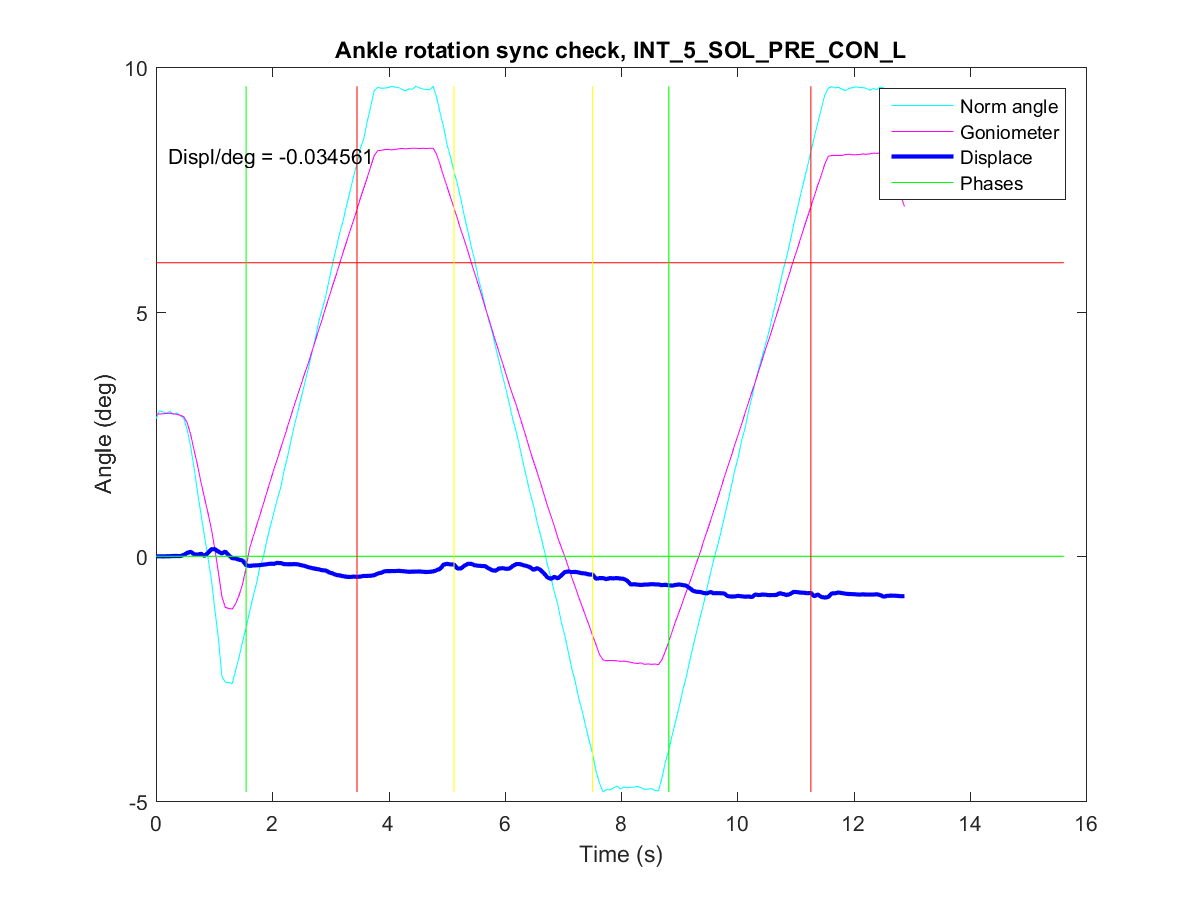 Ankle rotation sync check, INT_5_SOL_PRE_CON_L
10
Norm angle
Goniometer
Displ/deg = -0.034561
Displace
Phases
5
Angle (deg)
0
-5
0 2 4 6 8 10 12 14 16
Time (s)